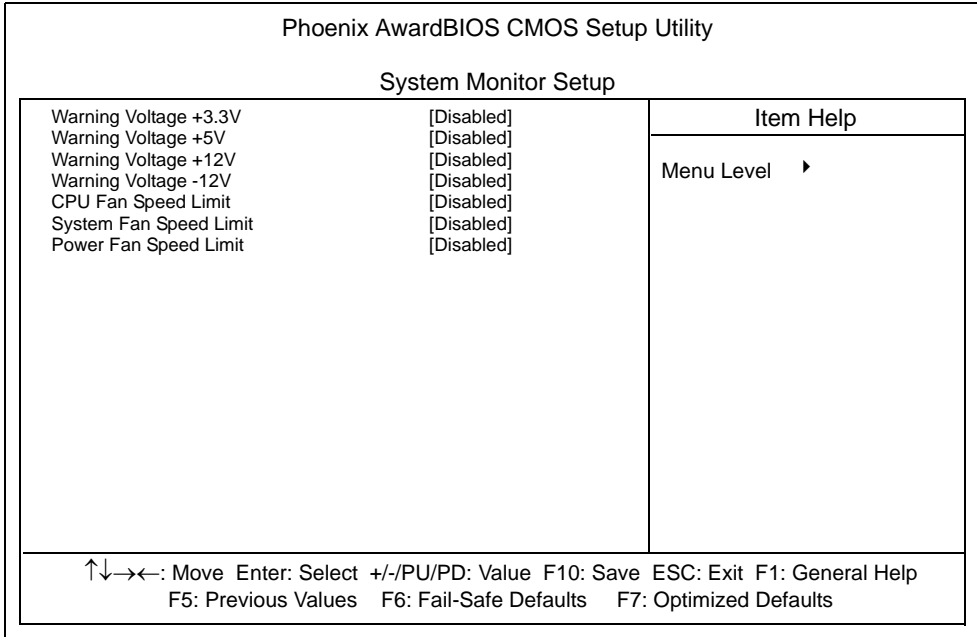 Phoenix AwardBIOS CMOS Setup Utility
System Monitor Setup
Warning Voltage +3.3V [Disabled]
Warning Voltage +5V [Disabled]
Warning Voltage +12V [Disabled]
Warning Voltage -12V [Disabled]
CPU Fan Speed Limit [Disabled]
System Fan Speed Limit [Disabled]
Power Fan Speed Limit [Disabled]
Item Help
Menu Level ▸
↑↓→←: Move Enter: Select +/-/PU/PD: Value F10: Save ESC: Exit F1: General Help
F5: Previous Values F6: Fail-Safe Defaults F7: Optimized Defaults